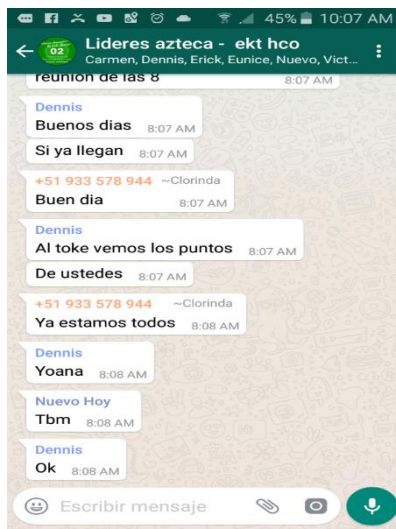 45% 10:07 AM
Lideres azteca - ekt hco
Carmen, Dennis, Erick, Eunice, Nuevo, Vict...
reunion de las 8 8:07 AM
Dennis
Buenos dias 8:07 AM
Si ya llegan 8:07 AM
+51 933 578 944 ~Clorinda
Buen dia 8:07 AM
Dennis
Al toke vemos los puntos 8:07 AM
De ustedes 8:07 AM
+51 933 578 944 ~Clorinda
Ya estamos todos 8:08 AM
Dennis
Yoana 8:08 AM
Nuevo Hoy
Tbm 8:08 AM
Dennis
Ok 8:08 AM
Escribir mensaje